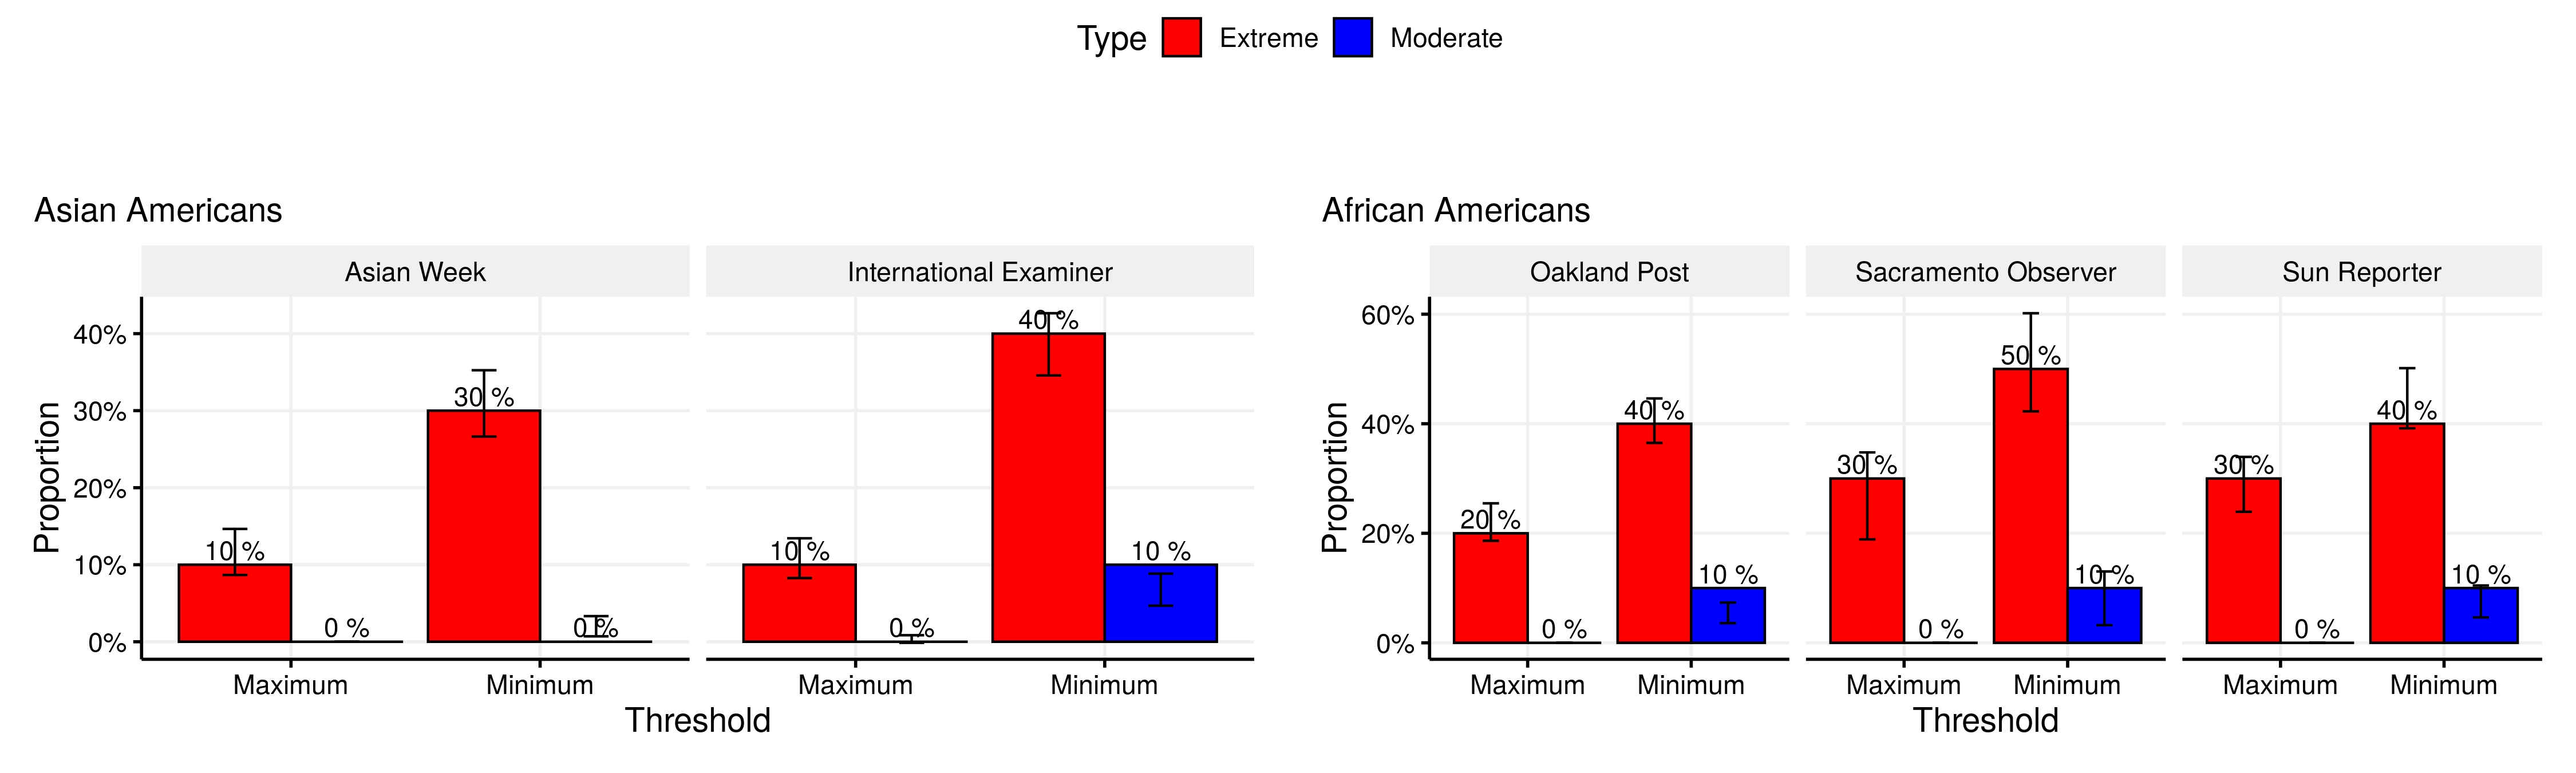 Type Extreme Moderate
Asian Americans
Asian Week
International Examiner
Proportion
40%
30%
20%
10%
0%
10 %
0 %
30 %
0 %
10 %
0 %
40 %
10 %
Maximum
Minimum
Maximum
Minimum
Threshold
African Americans
Oakland Post
Sacramento Observer
Sun Reporter
Proportion
60%
40%
20%
0%
20 %
0 %
40 %
10 %
30 %
0 %
50 %
10 %
30 %
0 %
40 %
10 %
Maximum
Minimum
Maximum
Minimum
Maximum
Minimum
Threshold